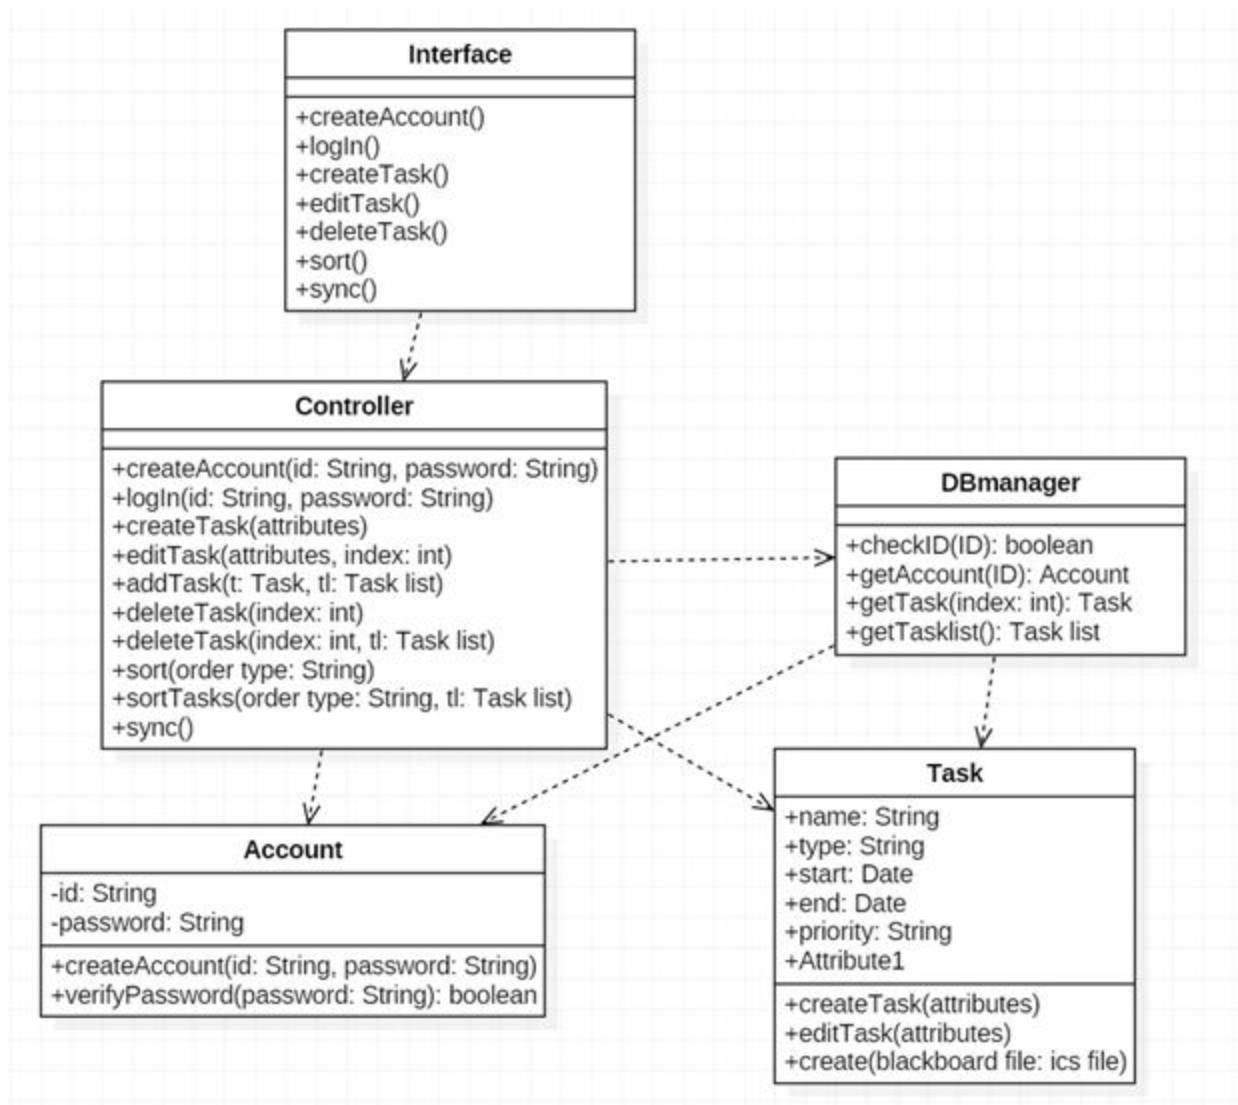 Interface
+createAccount()
+logIn()
+createTask()
+editTask()
+deleteTask()
+sort()
+sync()
Controller
+createAccount(id: String, password: String)
+logIn(id: String, password: String)
+createTask(attributes)
+editTask(attributes, index: int)
+addTask(t: Task, tl: Task list)
+deleteTask(index: int)
+deleteTask(index: int, tl: Task list)
+sort(order type: String)
+sortTasks(order type: String, tl: Task list)
+sync()
DBmanager
+checkID(ID): boolean
+getAccount(ID): Account
+getTask(index: int): Task
+getTasklist(): Task list
Account
-id: String
-password: String
+createAccount(id: String, password: String)
+verifyPassword(password: String): boolean
Task
+name: String
+type: String
+start: Date
+end: Date
+priority: String
+Attribute1
+createTask(attributes)
+editTask(attributes)
+create(blackboard file: ics file)